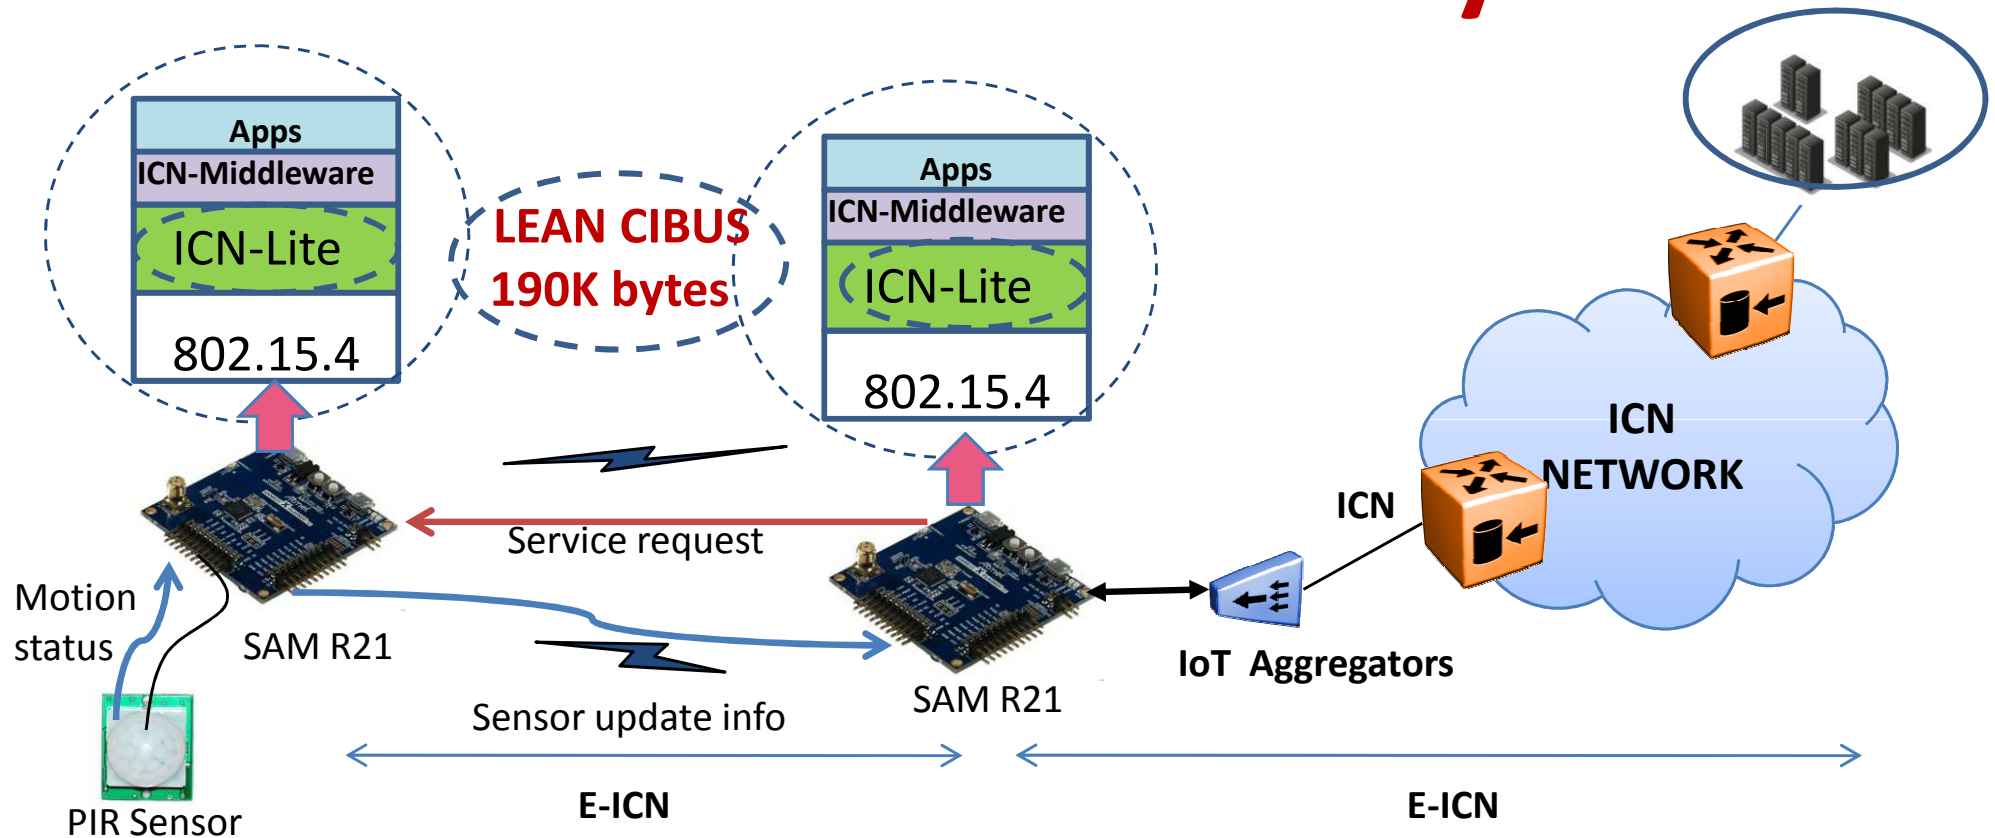 Apps
ICN-Middleware
ICN-Lite
802.15.4
LEAN CIBUS
190K bytes
Apps
ICN-Middleware
ICN-Lite
802.15.4
ICN
NETWORK
ICN
Service request
Motion
status
SAM R21
IoT Aggregators
SAM R21
Sensor update info
PIR Sensor
E-ICN
E-ICN